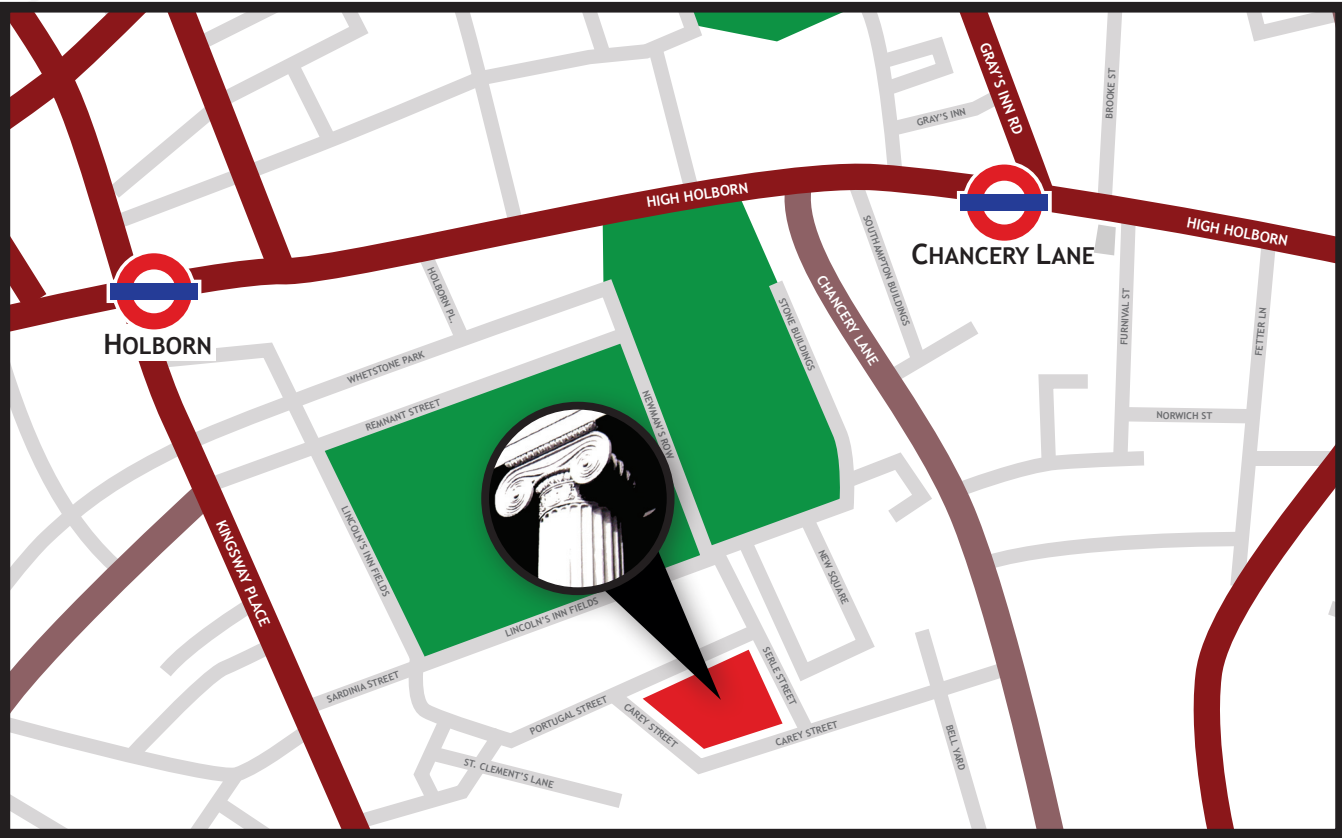 GRAY'S INN RD
BROOKE ST
GRAY'S INN
HIGH HOLBORN
HIGH HOLBORN
CHANCERY LANE
SOUTHAMPTON BUILDINGS
HOLBORN PL.
HOLBORN
CHANCERY LANE
STONE BUILDINGS
FURNIVAL ST
FETTER LN
WHETSTONE PARK
REMNANT STREET
NEWMAN'S ROW
NORWICH ST
LINCOLN'S INN FIELDS
KINGSWAY PLACE
NEW SQUARE
LINCOLN'S INN FIELDS
SARDINIA STREET
SERLE STREET
PORTUGAL STREET
CAREY STREET
CAREY STREET
BELL YARD
ST. CLEMENT'S LANE